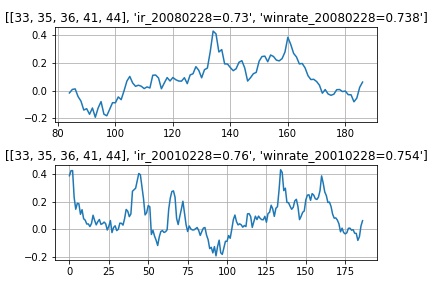 [[33, 35, 36, 41, 44], 'ir_20080228=0.73', 'winrate_20080228=0.738']
0.4
0.2
0.0
−0.2
80 100 120 140 160 180
[[33, 35, 36, 41, 44], 'ir_20010228=0.76', 'winrate_20010228=0.754']
0.4
0.2
0.0
−0.2
0 25 50 75 100 125 150 175